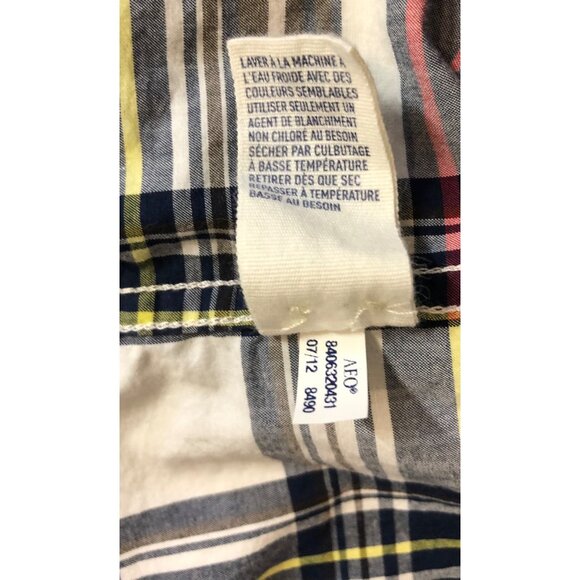 LAVER À LA MACHINE À
L'EAU FROIDE AVEC DES
COULEURS SEMBLABLES
UTILISER SEULEMENT UN
AGENT DE BLANCHIMENT
NON CHLORÉ AU BESOIN
SÉCHER PAR CULBUTAGE
À BASSE TEMPÉRATURE
RETIRER DÈS QUE SEC
REPASSER À TEMPÉRATURE
BASSE AU BESOIN
AEO®
8406320431
07/12 8490